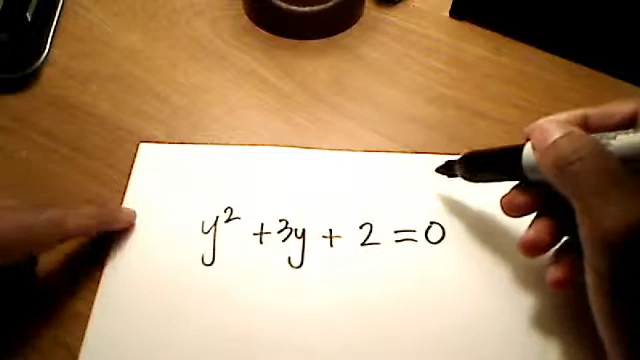 y² + 3y + 2 = 0